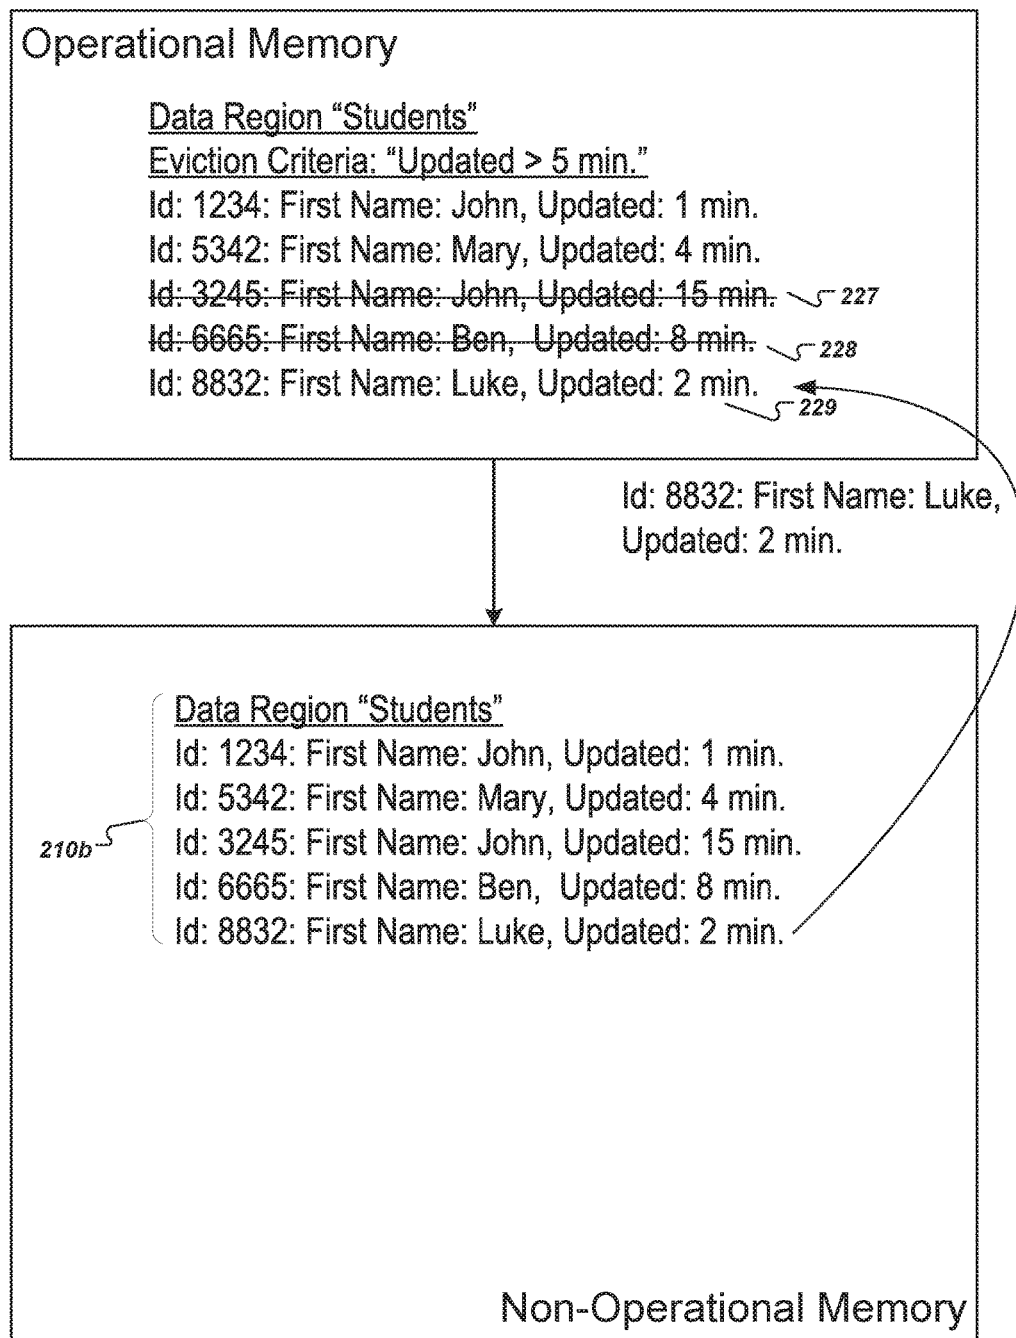 Operational Memory
Data Region “Students”
Eviction Criteria: “Updated > 5 min.”
Id: 1234: First Name: John, Updated: 1 min.
Id: 5342: First Name: Mary, Updated: 4 min.
Id: 3245: First Name: John, Updated: 15 min.
227
Id: 6665: First Name: Ben, Updated: 8 min.
228
Id: 8832: First Name: Luke, Updated: 2 min.
229
Id: 8832: First Name: Luke,
Updated: 2 min.
Data Region “Students”
Id: 1234: First Name: John, Updated: 1 min.
Id: 5342: First Name: Mary, Updated: 4 min.
210b
Id: 3245: First Name: John, Updated: 15 min.
Id: 6665: First Name: Ben, Updated: 8 min.
Id: 8832: First Name: Luke, Updated: 2 min.
Non-Operational Memory